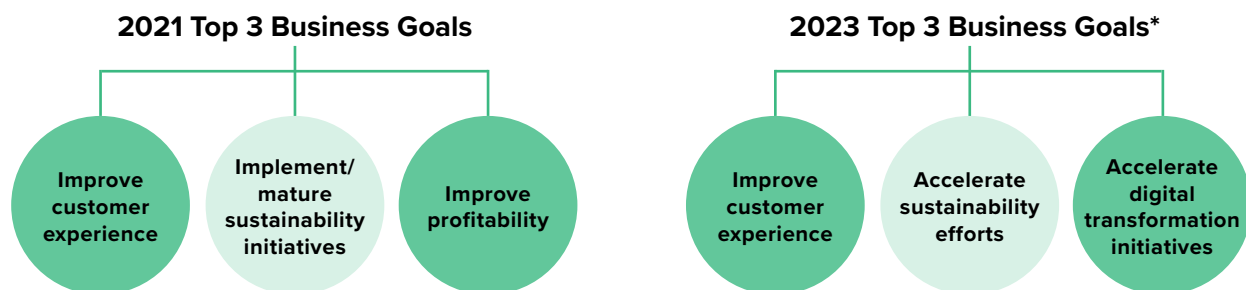 2021 Top 3 Business Goals
Improve
customer
experience
Implement/
mature
sustainability
initiatives
Improve
profitability
2023 Top 3 Business Goals*
Improve
customer
experience
Accelerate
sustainability
efforts
Accelerate
digital
transformation
initiatives